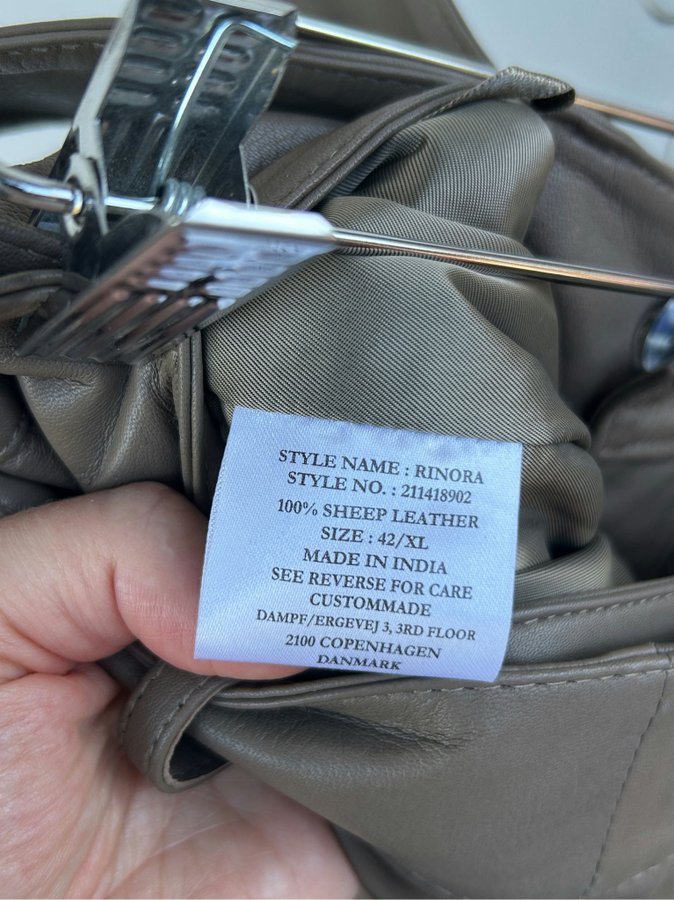 STYLE NAME : RINORA
STYLE NO. : 211418902
100% SHEEP LEATHER
SIZE : 42/XL
MADE IN INDIA
SEE REVERSE FOR CARE
CUSTOMMADE
DAMPF/ERGEVEJ 3, 3RD FLOOR
2100 COPENHAGEN
DANMARK